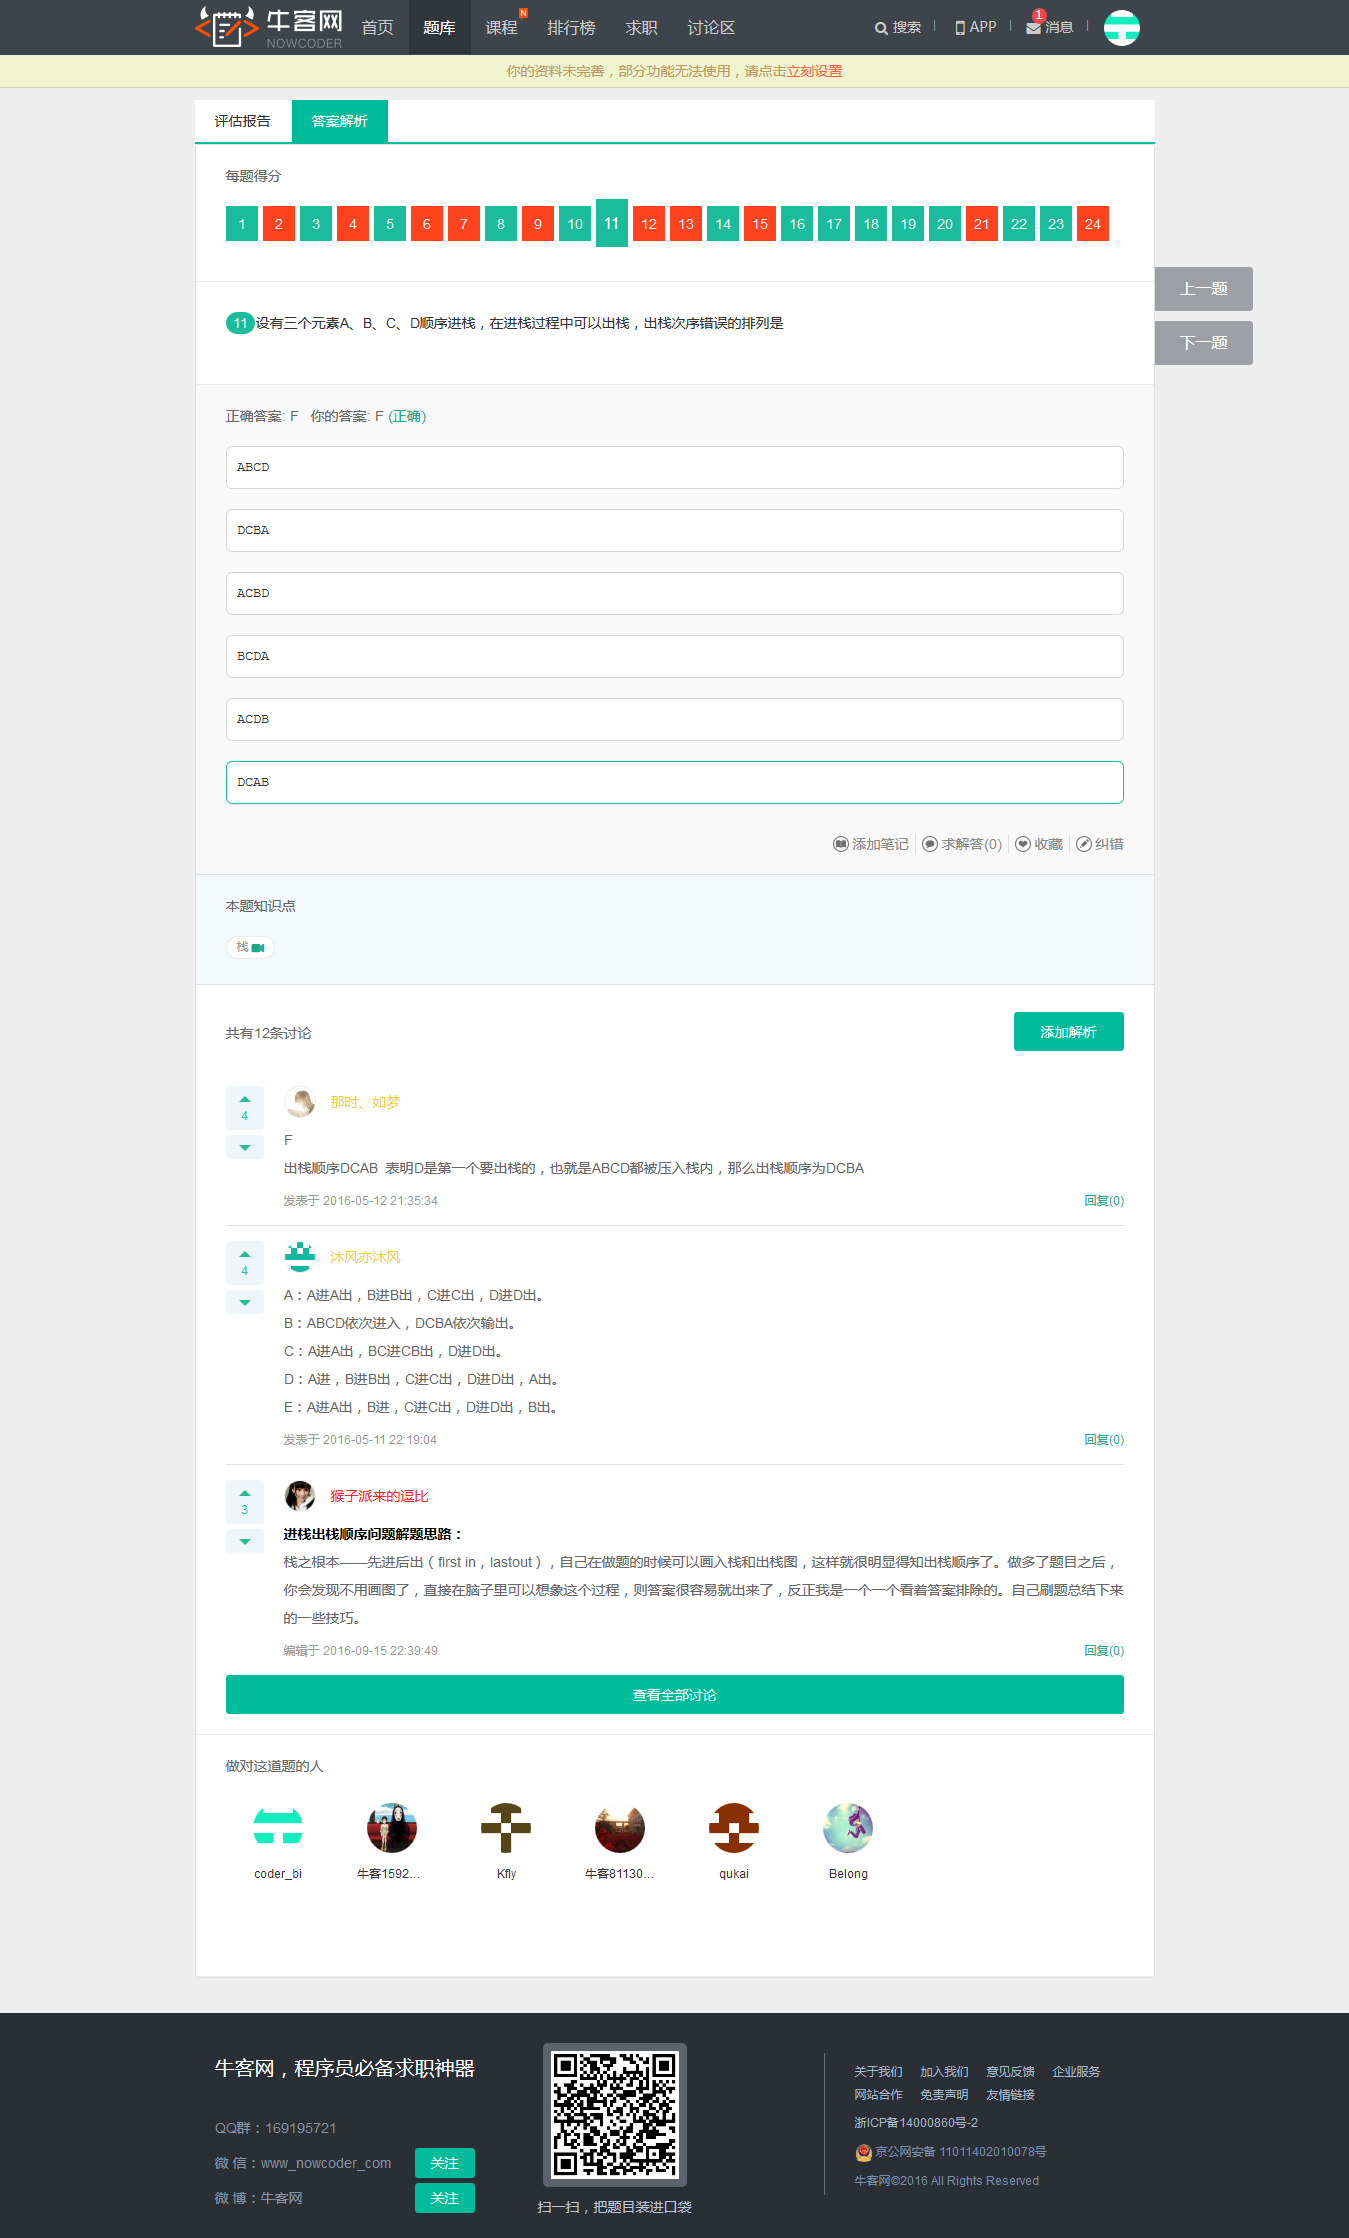 牛客网
NOWCODER
首页 题库 课程 N 排行榜 求职 讨论区 搜索 APP 1 消息
你的资料未完善，部分功能无法使用，请点击立刻设置
评估报告 答案解析
每题得分
1 2 3 4 5 6 7 8 9 10 11 12 13 14 15 16 17 18 19 20 21 22 23 24
上一题
11 设有三个元素A、B、C、D顺序进栈，在进栈过程中可以出栈，出栈次序错误的排列是
下一题
正确答案: F 你的答案: F (正确)
ABCD
DCBA
ACBD
BCDA
ACDB
DCAB
添加笔记 求解答(0) 收藏 纠错
本题知识点
栈
共有12条讨论 添加解析
4
那时、如梦
F
出栈顺序DCAB 表明D是第一个要出栈的，也就是ABCD都被压入栈内，那么出栈顺序为DCBA
发表于 2016-05-12 21:35:34 回复(0)
4
沐风亦沐风
A：A进A出，B进B出，C进C出，D进D出。
B：ABCD依次进入，DCBA依次输出。
C：A进A出，BC进CB出，D进D出。
D：A进，B进B出，C进C出，D进D出，A出。
E：A进A出，B进，C进C出，D进D出，B出。
发表于 2016-05-11 22:19:04 回复(0)
3
猴子派来的逗比
进栈出栈顺序问题解题思路：
栈之根本——先进后出（first in，lastout），自己在做题的时候可以画入栈和出栈图，这样就很明显得知出栈顺序了。做多了题目之后，
你会发现不用画图了，直接在脑子里可以想象这个过程，则答案很容易就出来了，反正我是一个一个看着答案排除的。自己刷题总结下来
的一些技巧。
编辑于 2016-09-15 22:39:49 回复(0)
查看全部讨论
做对这道题的人
coder_bi 牛客1592... Kfly 牛客81130... qukai Belong
牛客网，程序员必备求职神器
QQ群：169195721
微 信：www_nowcoder_com 关注
微 博：牛客网 关注
扫一扫，把题目装进口袋
关于我们 加入我们 意见反馈 企业服务
网站合作 免责声明 友情链接
浙ICP备14000860号-2
京公网安备 11011402010078号
牛客网©2016 All Rights Reserved